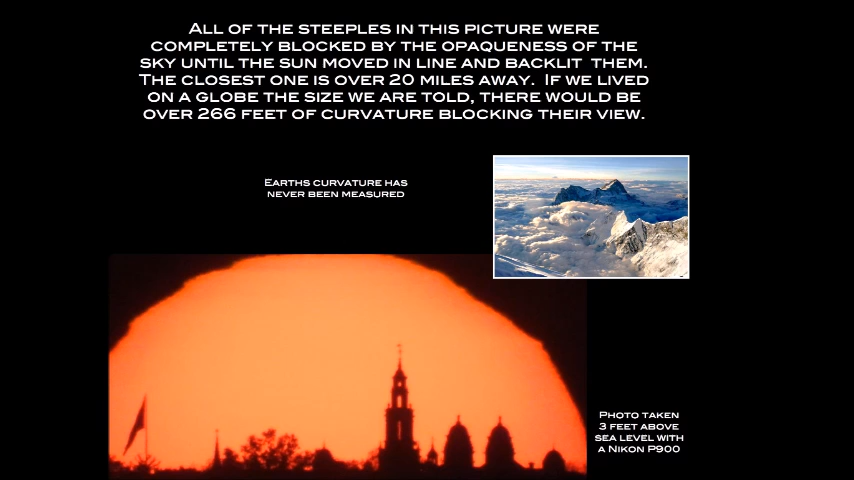 All of the steeples in this picture were
completely blocked by the opaqueness of the
sky until the sun moved in line and backlit them.
The closest one is over 20 miles away. If we lived
on a globe the size we are told, there would be
over 266 feet of curvature blocking their view.
Earths curvature has
never been measured
Photo taken
3 feet above
sea level with
a Nikon P900